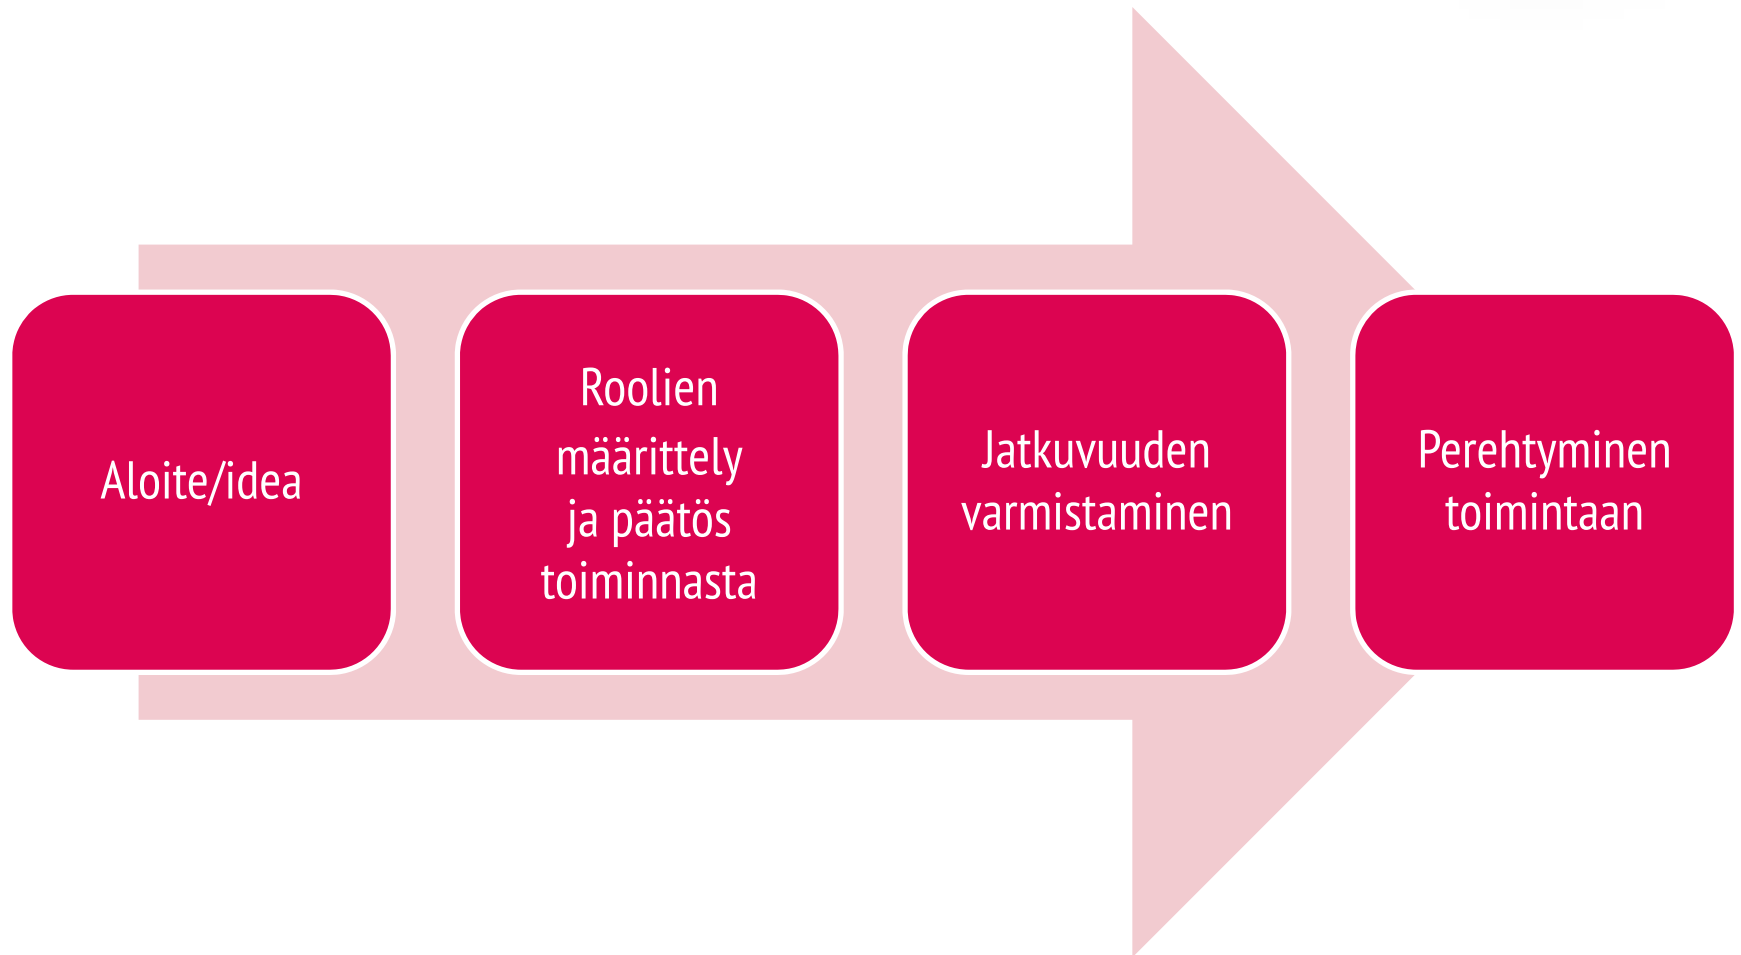 Aloite/idea
Roolien
määrittely
ja päätös
toiminnasta
Jatkuvuuden
varmistaminen
Perehtyminen
toimintaan